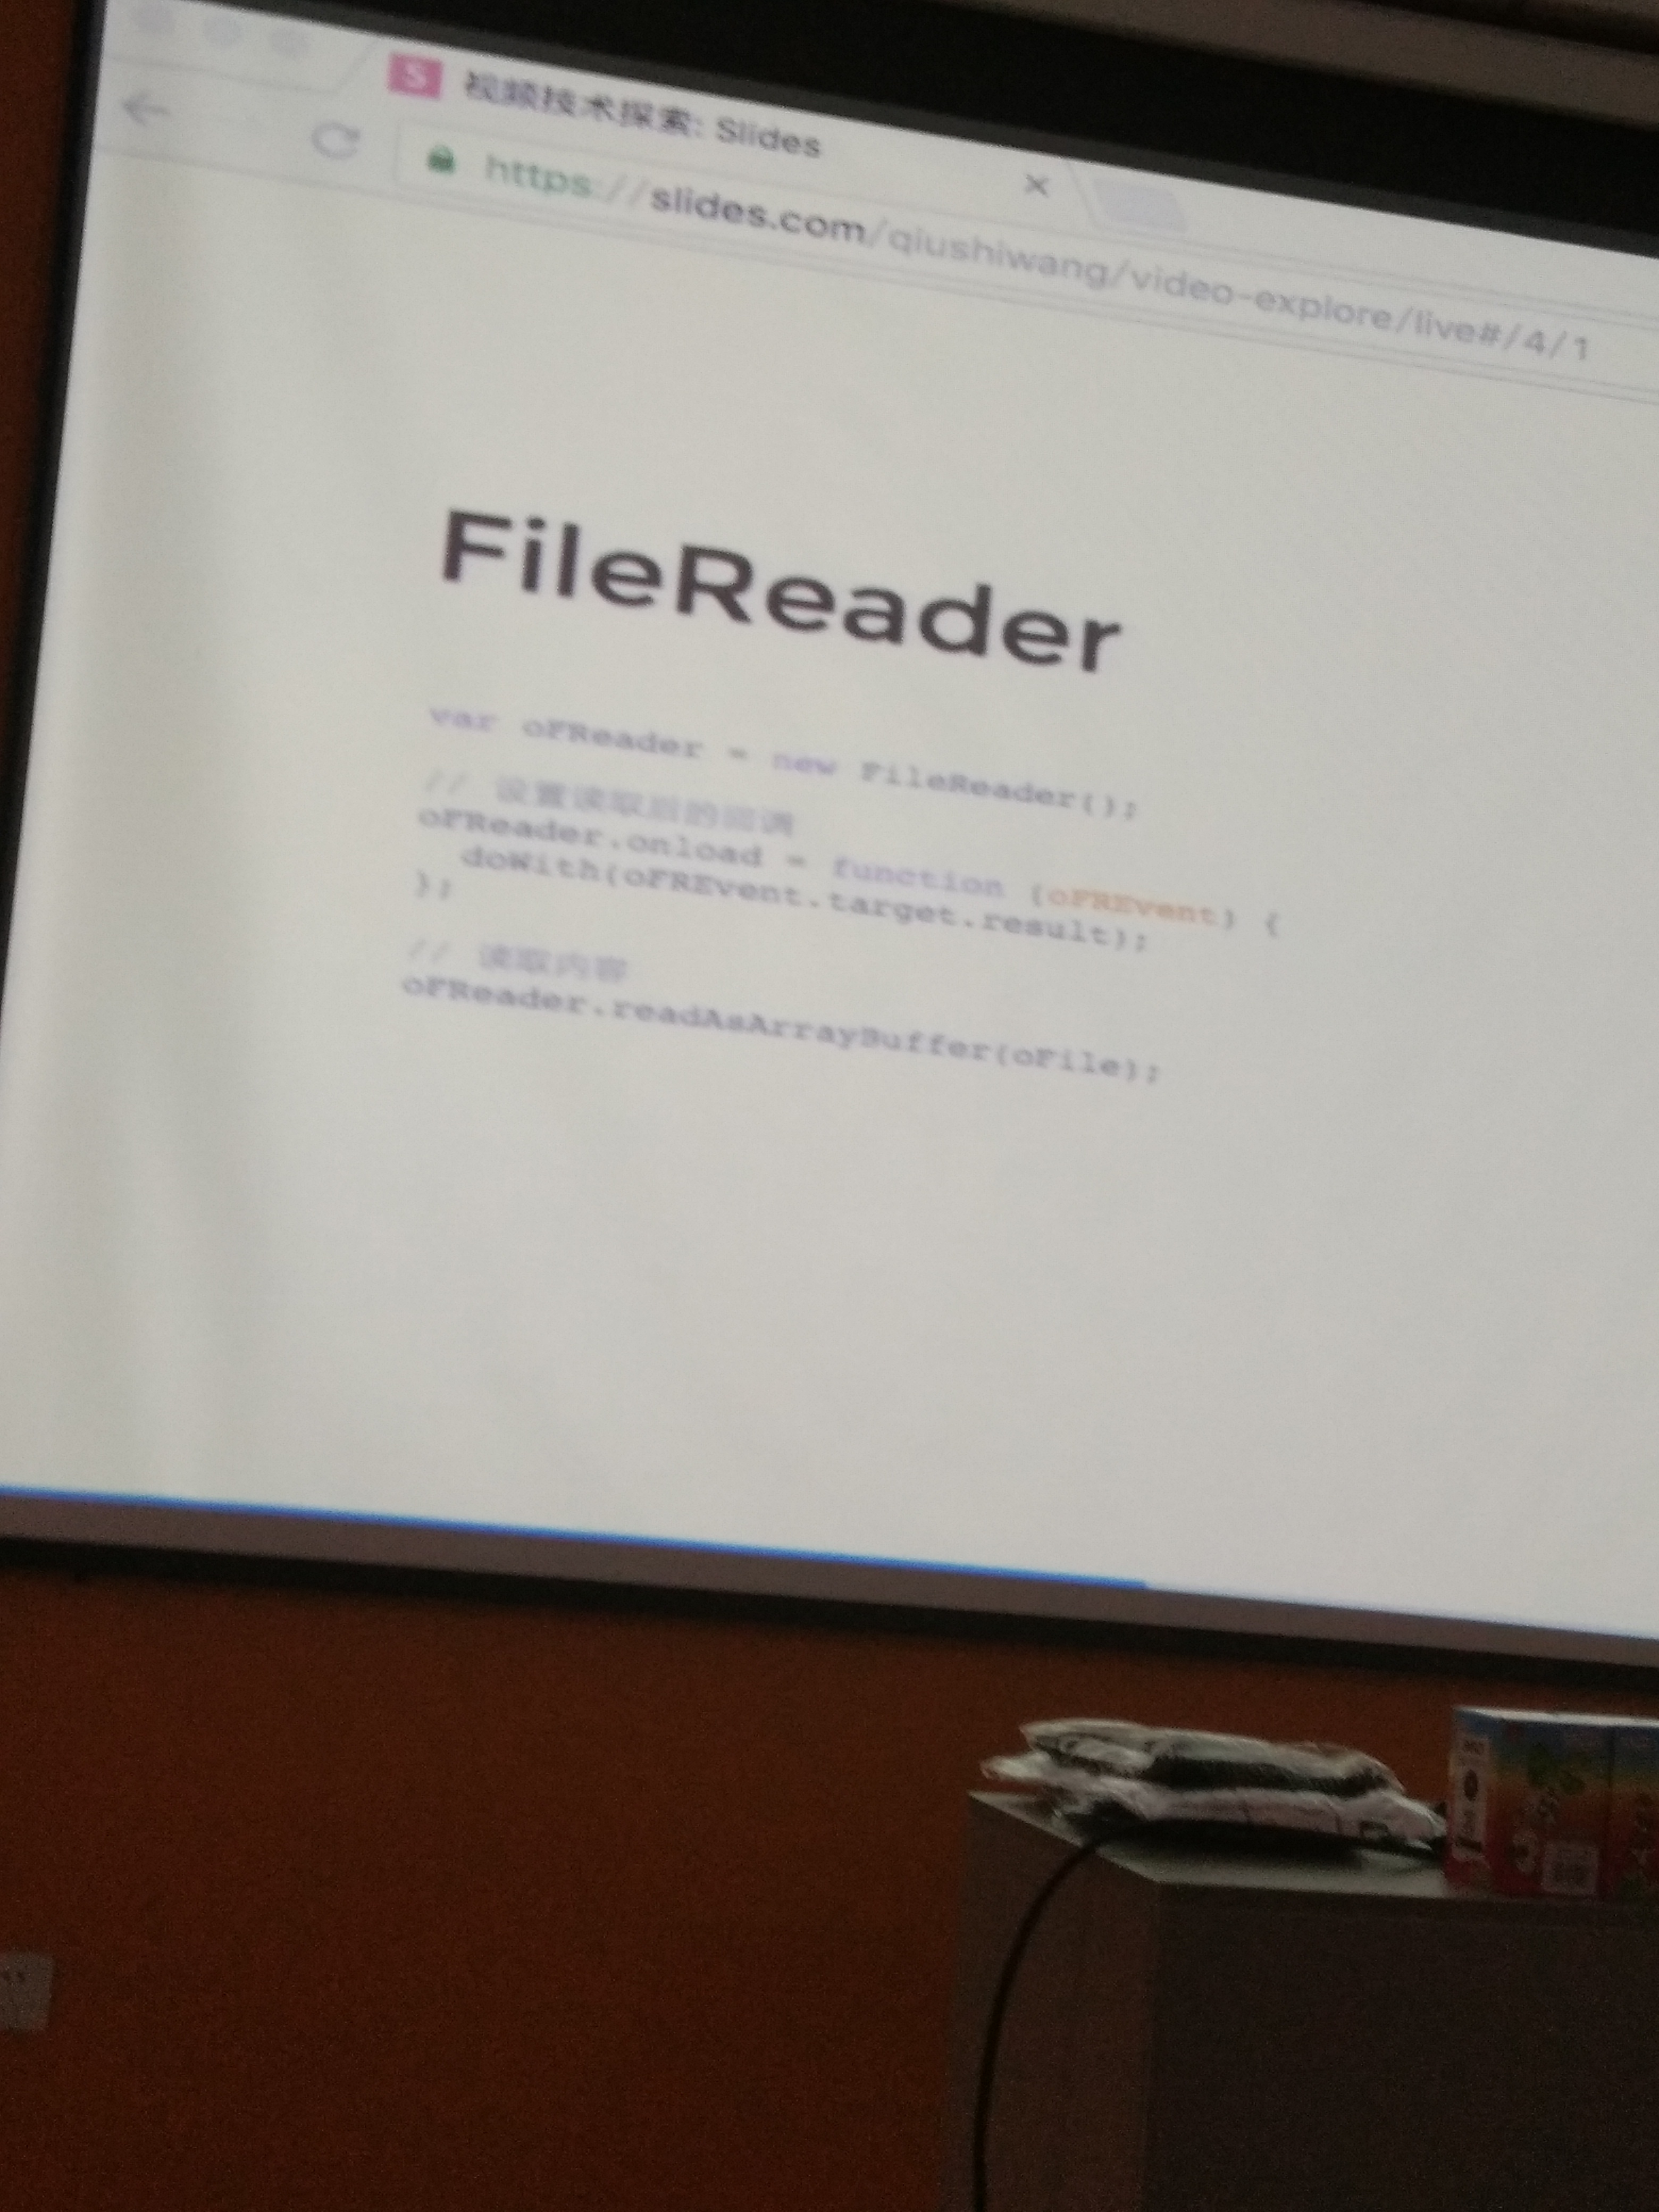 S 视频技术探索: Slides
https://slides.com/qiushiwang/video-explore/live#/4/1
FileReader
var oFReader = new FileReader();
// 设置读取后的回调
oFReader.onload = function (oFREvent) {
doWith(oFREvent.target.result);
};
// 读取内容
oFReader.readAsArrayBuffer(oFile);